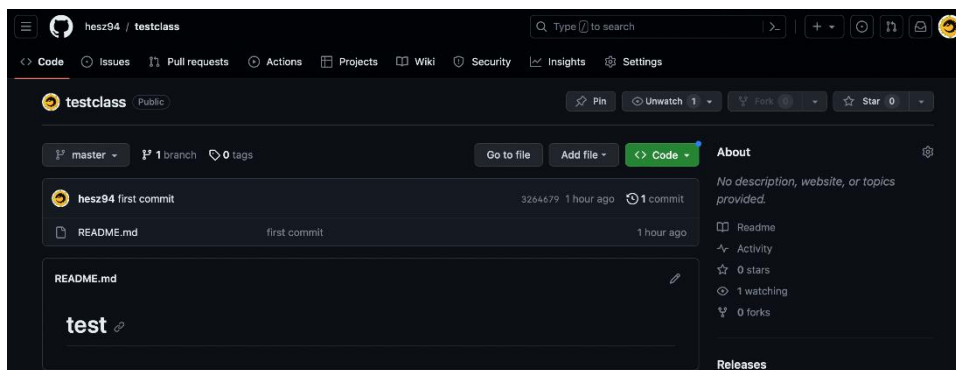 hesz94 / testclass
Type / to search
Code Issues Pull requests Actions Projects Wiki Security Insights Settings
testclass Public
Pin Unwatch 1 Fork 0 Star 0
master 1 branch 0 tags
Go to file Add file Code
hesz94 first commit 3264679 1 hour ago 1 commit
README.md first commit 1 hour ago
README.md
test
About
No description, website, or topics
provided.
Readme
Activity
0 stars
1 watching
0 forks
Releases